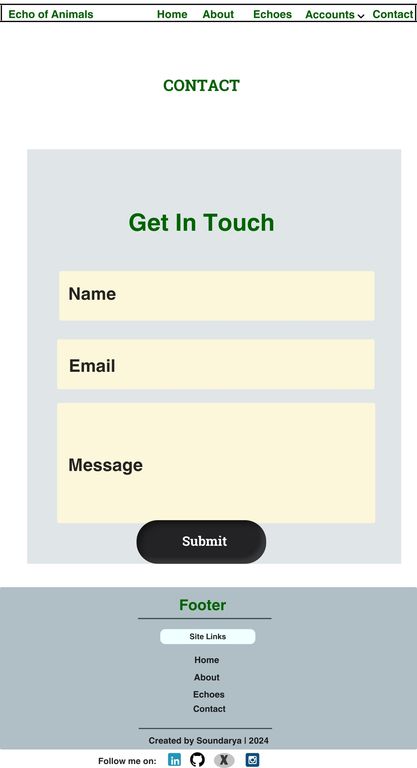 Echo of Animals Home About Echoes Accounts Contact
CONTACT
Get In Touch
Name
Email
Message
Submit
Footer
Site Links
Home
About
Echoes
Contact
Created by Soundarya | 2024
Follow me on: in X